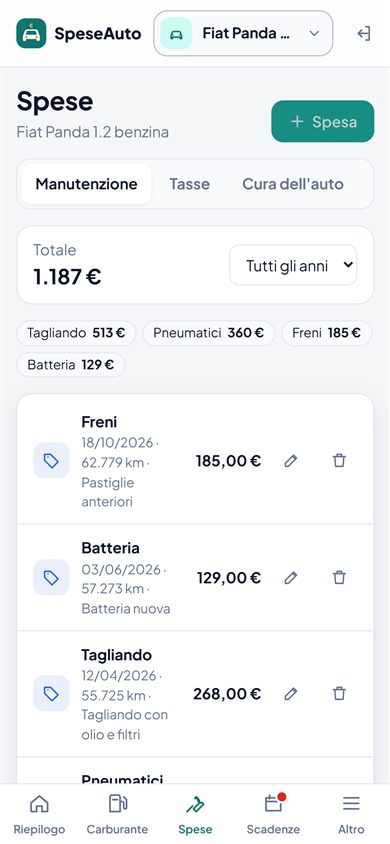 SpeseAuto
Fiat Panda ...
Spese
Fiat Panda 1.2 benzina
+ Spesa
Manutenzione
Tasse
Cura dell'auto
Totale
1.187 €
Tutti gli anni
Tagliando 513 €
Pneumatici 360 €
Freni 185 €
Batteria 129 €
Freni
18/10/2026 ·
62.779 km ·
Pastiglie
anteriori
185,00 €
Batteria
03/06/2026 ·
57.273 km ·
Batteria nuova
129,00 €
Tagliando
12/04/2026 ·
55.725 km ·
Tagliando con
olio e filtri
268,00 €
Pneumatici
Riepilogo
Carburante
Spese
Scadenze
Altro